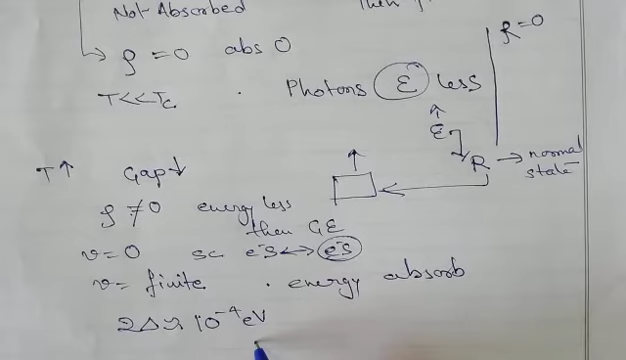 Not Absorbed
ρ = 0 abs 0
T << Tc . Photons E less
R = 0
E
R → normal state
T ↑ Gap ↓
ρ ≠ 0 energy less
then GE
ν = 0 sc e⁻s ↔ e⁻s
ν = finite . energy absorb
2Δ ≈ 10⁻⁴ eV